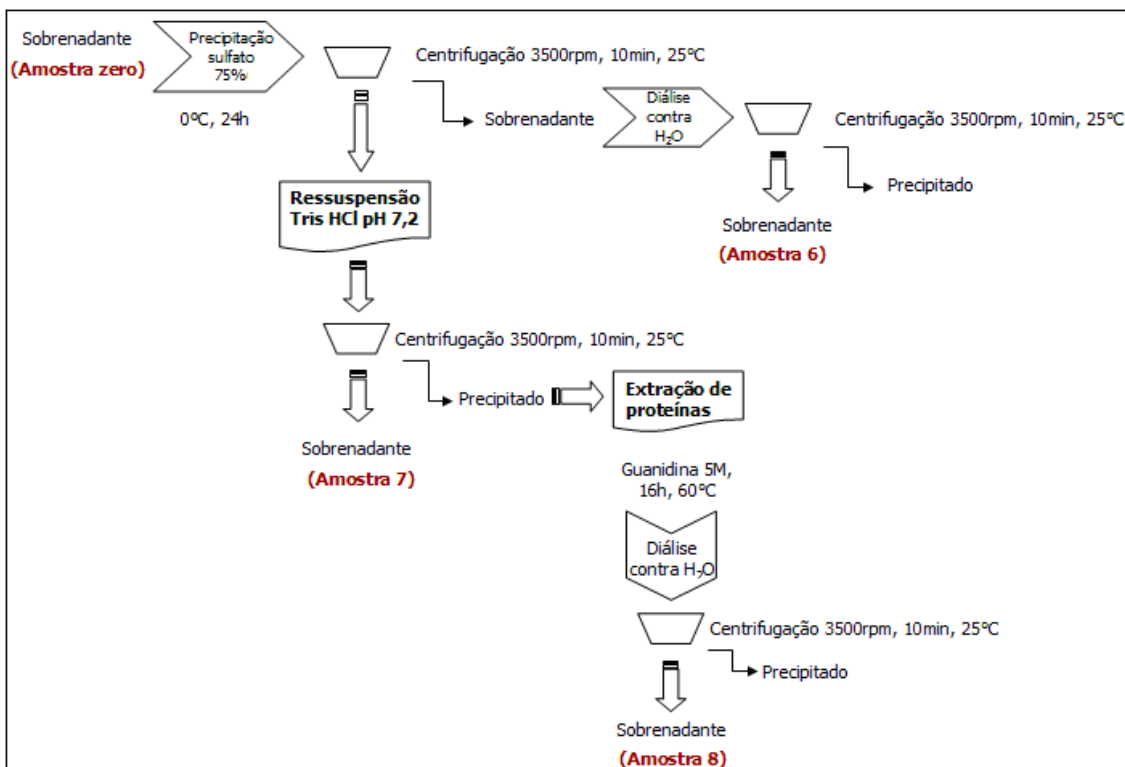 Sobrenadante
(Amostra zero)
Precipitação
sulfato
75%
0ºC, 24h
Centrifugação 3500rpm, 10min, 25ºC
Sobrenadante
Diálise
contra
H2O
Centrifugação 3500rpm, 10min, 25ºC
Precipitado
Sobrenadante
(Amostra 6)
Ressuspensão
Tris HCl pH 7,2
Centrifugação 3500rpm, 10min, 25ºC
Precipitado
Extração de
proteínas
Sobrenadante
(Amostra 7)
Guanidina 5M,
16h, 60ºC
Diálise
contra H2O
Centrifugação 3500rpm, 10min, 25ºC
Precipitado
Sobrenadante
(Amostra 8)